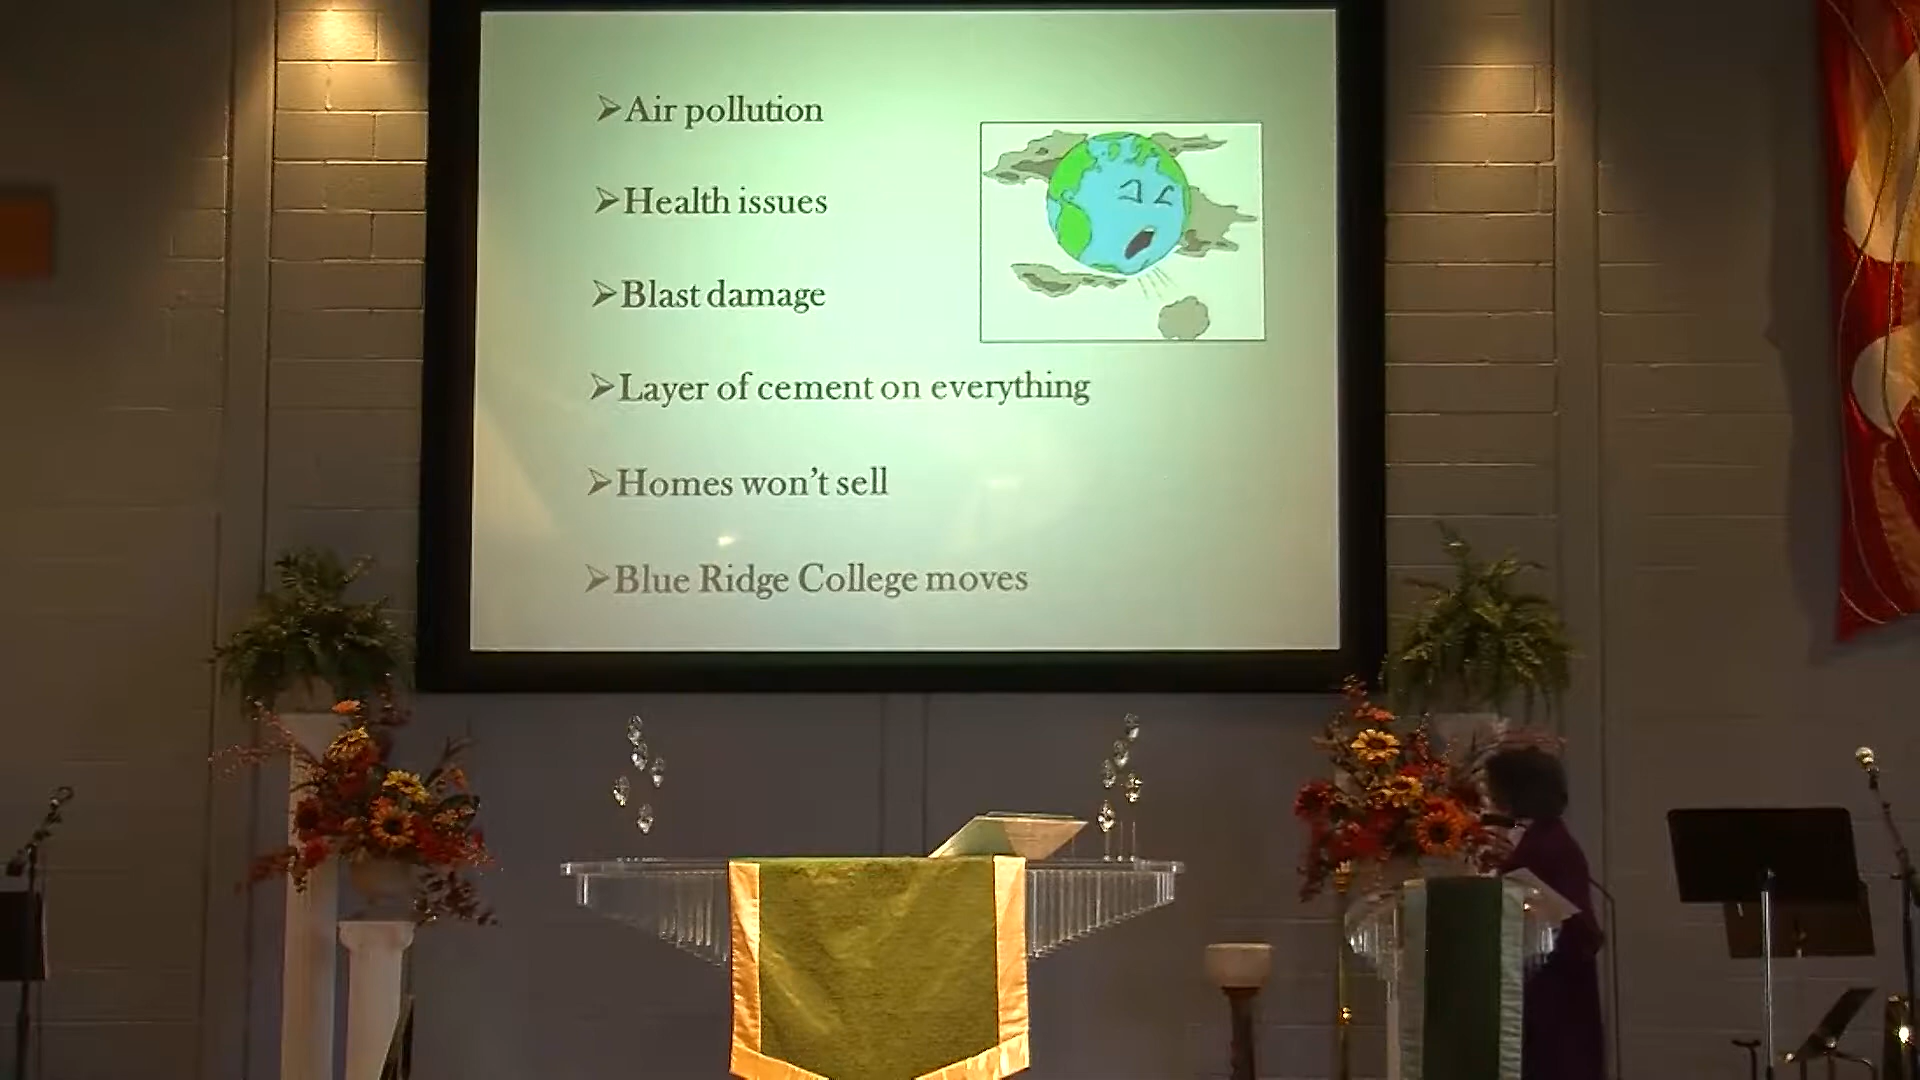 ➢Air pollution
➢Health issues
➢Blast damage
➢Layer of cement on everything
➢Homes won't sell
➢Blue Ridge College moves